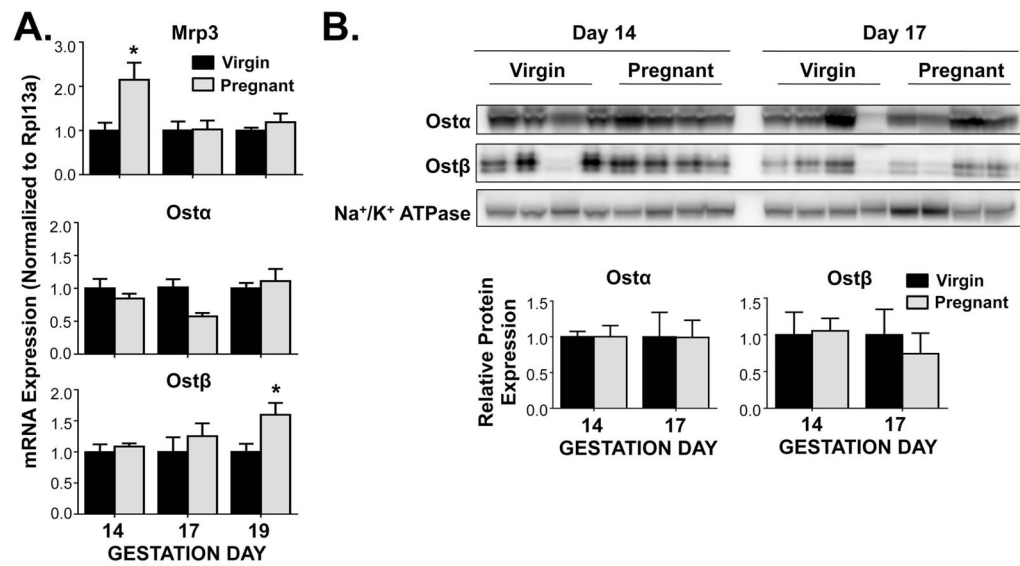 A.
mRNA Expression (Normalized to Rpl13a)
Mrp3
3.0
2.0
1.0
0.0
*
Virgin
Pregnant
Ostα
2.0
1.5
1.0
0.5
0.0
Ostβ
2.0
1.5
1.0
0.5
0.0
*
14 17 19
GESTATION DAY
B.
Day 14 Day 17
Virgin Pregnant Virgin Pregnant
Ostα
Ostβ
Na⁺/K⁺ ATPase
Relative Protein
Expression
Ostα
1.5
1.0
0.5
0.0
14 17
GESTATION DAY
Ostβ
1.5
1.0
0.5
0.0
14 17
GESTATION DAY
Virgin
Pregnant